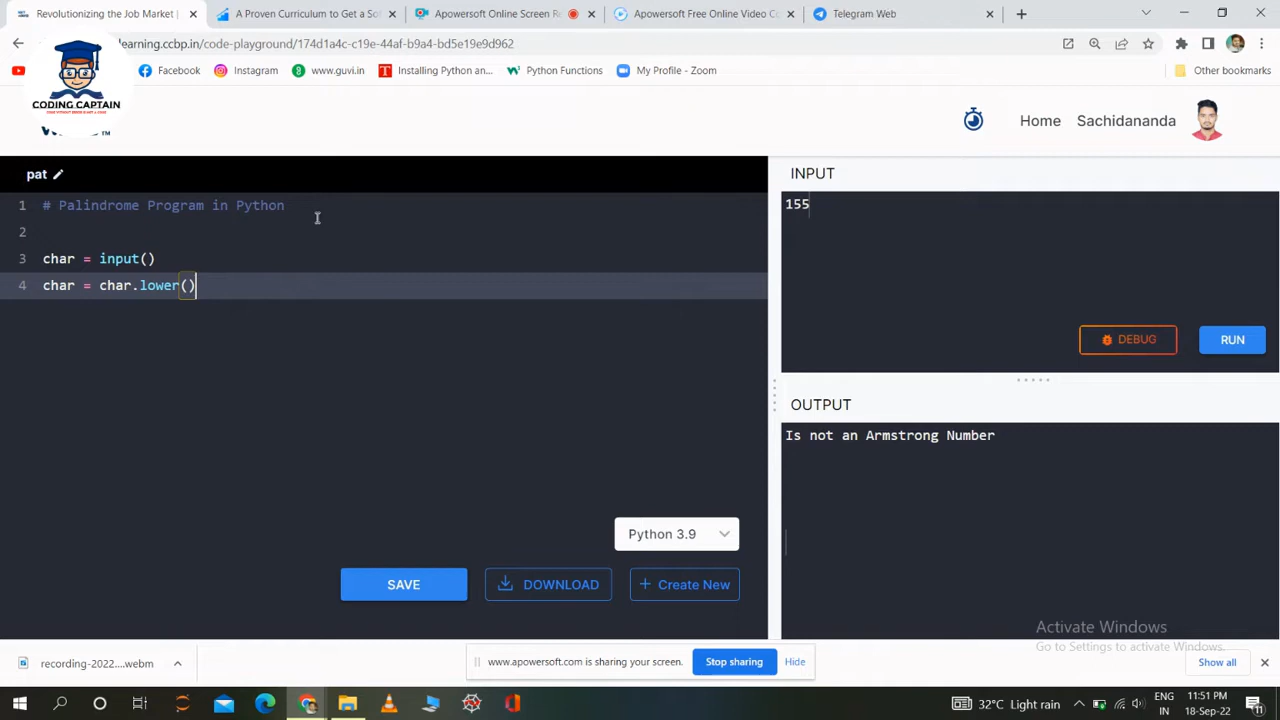 Revolutionizing the Job Market |
A Proven Curriculum to Get a Sof
Apowersoft Online Screen Re
Apowersoft Free Online Video Co
Telegram Web
learning.ccbp.in/code-playground/174d1a4c-c19e-44af-b9a4-bd5e19e9d962
Facebook
Instagram
www.guvi.in
Installing Python an...
Python Functions
My Profile - Zoom
Other bookmarks
CODING CAPTAIN
Home
Sachidananda
pat
1 # Palindrome Program in Python
2
3 char = input()
4 char = char.lower()
INPUT
155
DEBUG
RUN
OUTPUT
Is not an Armstrong Number
Python 3.9
SAVE
DOWNLOAD
+ Create New
Activate Windows
Go to Settings to activate Windows.
recording-2022....webm
www.apowersoft.com is sharing your screen.
Stop sharing
Hide
Show all
32°C Light rain
ENG
IN
11:51 PM
18-Sep-22
11